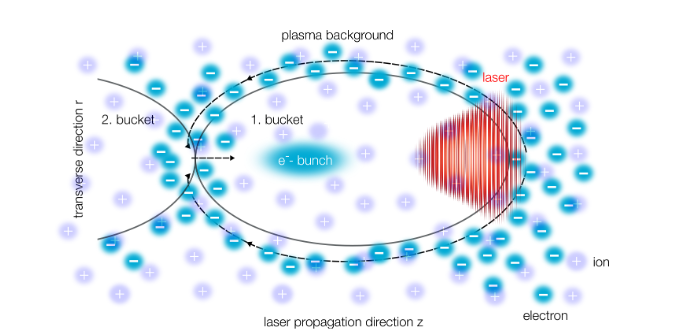 plasma background
laser
2. bucket
1. bucket
e⁻- bunch
transverse direction r
ion
electron
laser propagation direction z